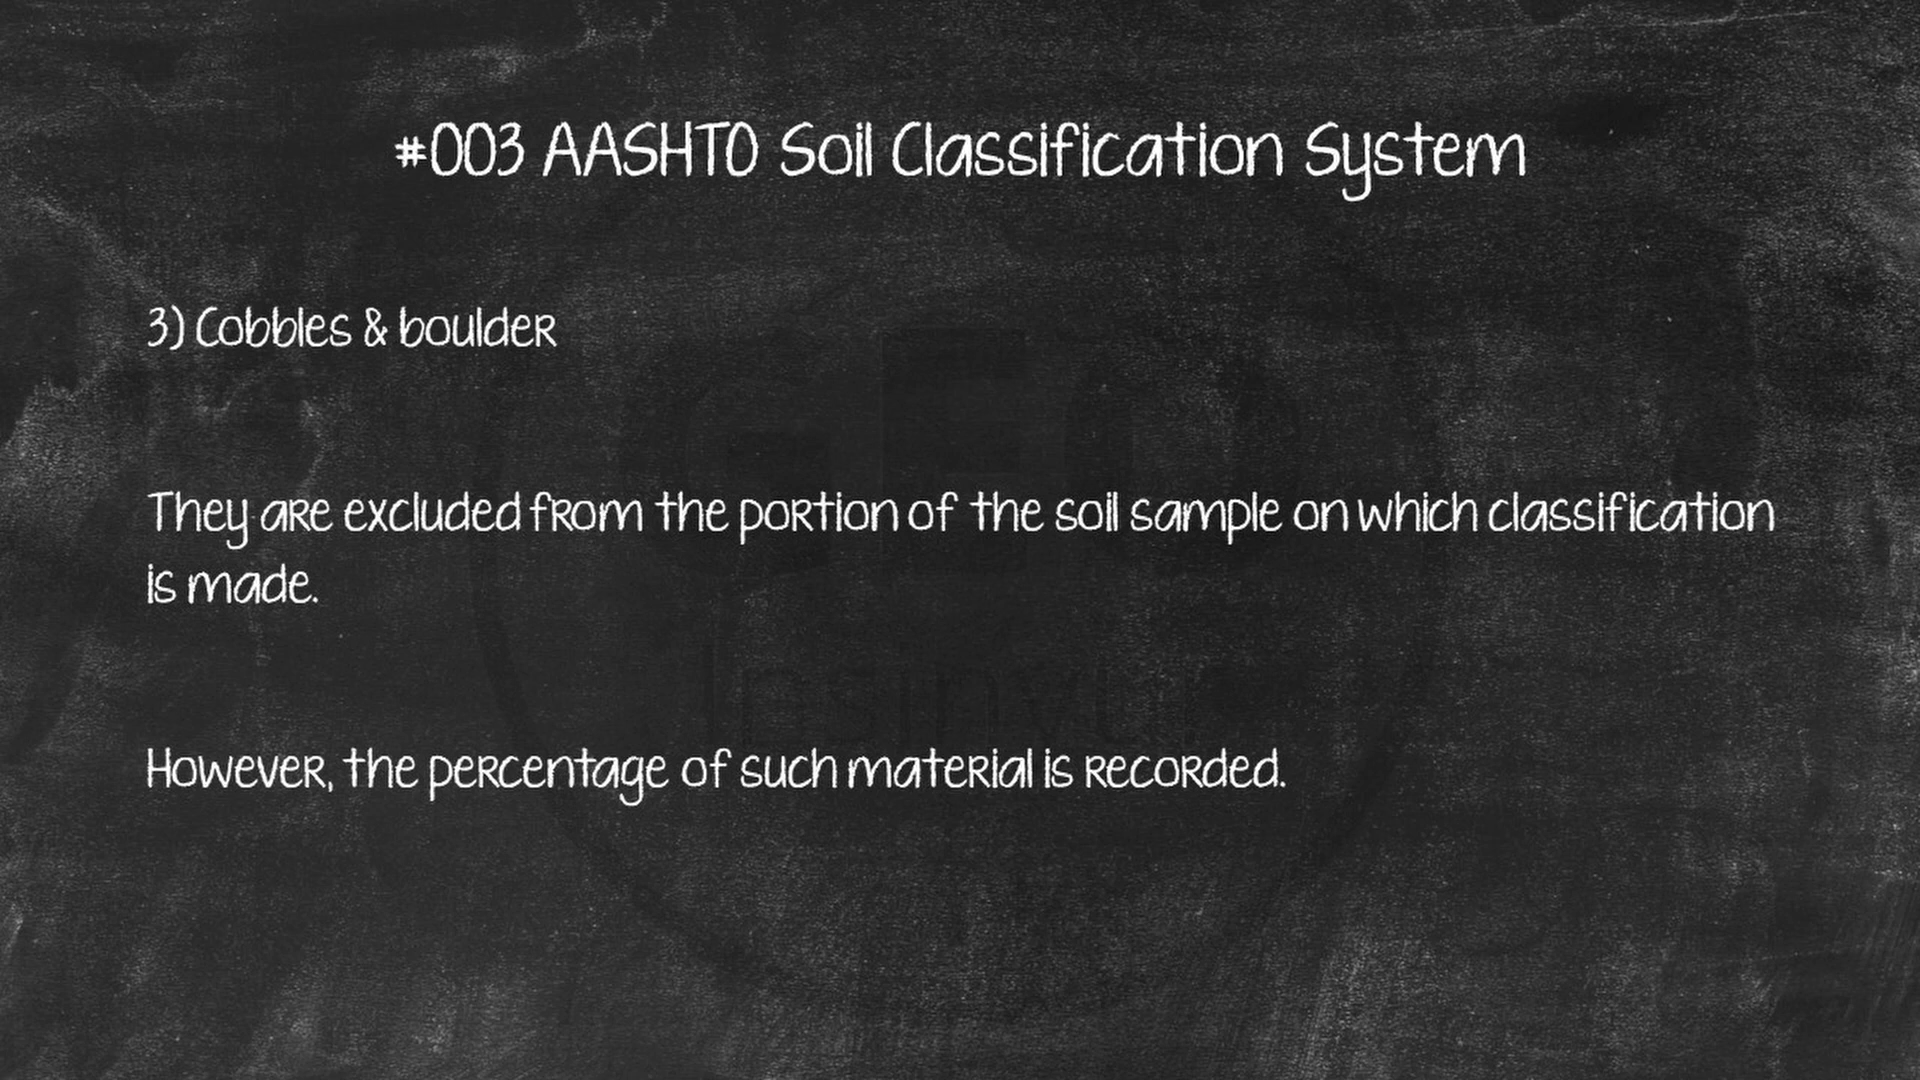 #003 AASHTO Soil Classification System
3) Cobbles & boulder
They are excluded from the portion of the soil sample on which classification
is made.
However, the percentage of such material is recorded.